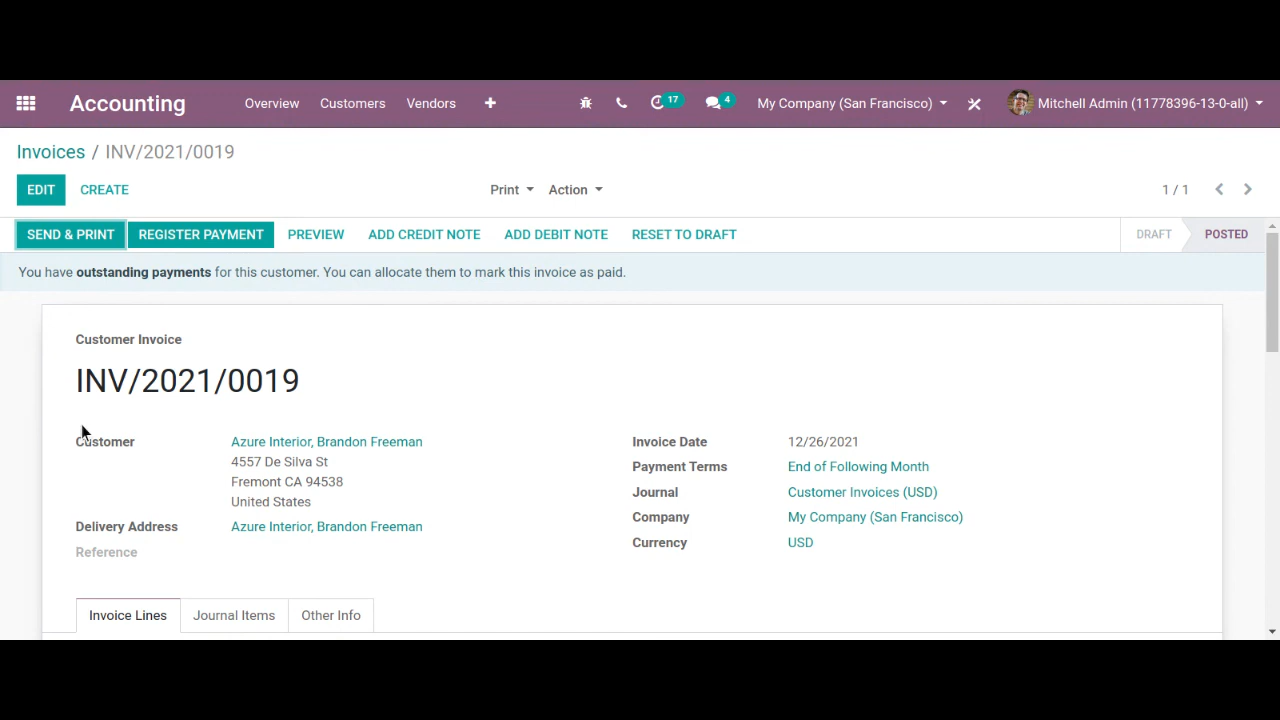 Accounting Overview Customers Vendors + 17 4 My Company (San Francisco) Mitchell Admin (11778396-13-0-all)
Invoices / INV/2021/0019
EDIT CREATE Print Action 1 / 1
SEND & PRINT REGISTER PAYMENT PREVIEW ADD CREDIT NOTE ADD DEBIT NOTE RESET TO DRAFT DRAFT POSTED
You have outstanding payments for this customer. You can allocate them to mark this invoice as paid.
Customer Invoice
INV/2021/0019
Customer Azure Interior, Brandon Freeman
4557 De Silva St
Fremont CA 94538
United States
Delivery Address Azure Interior, Brandon Freeman
Reference
Invoice Date 12/26/2021
Payment Terms End of Following Month
Journal Customer Invoices (USD)
Company My Company (San Francisco)
Currency USD
Invoice Lines Journal Items Other Info